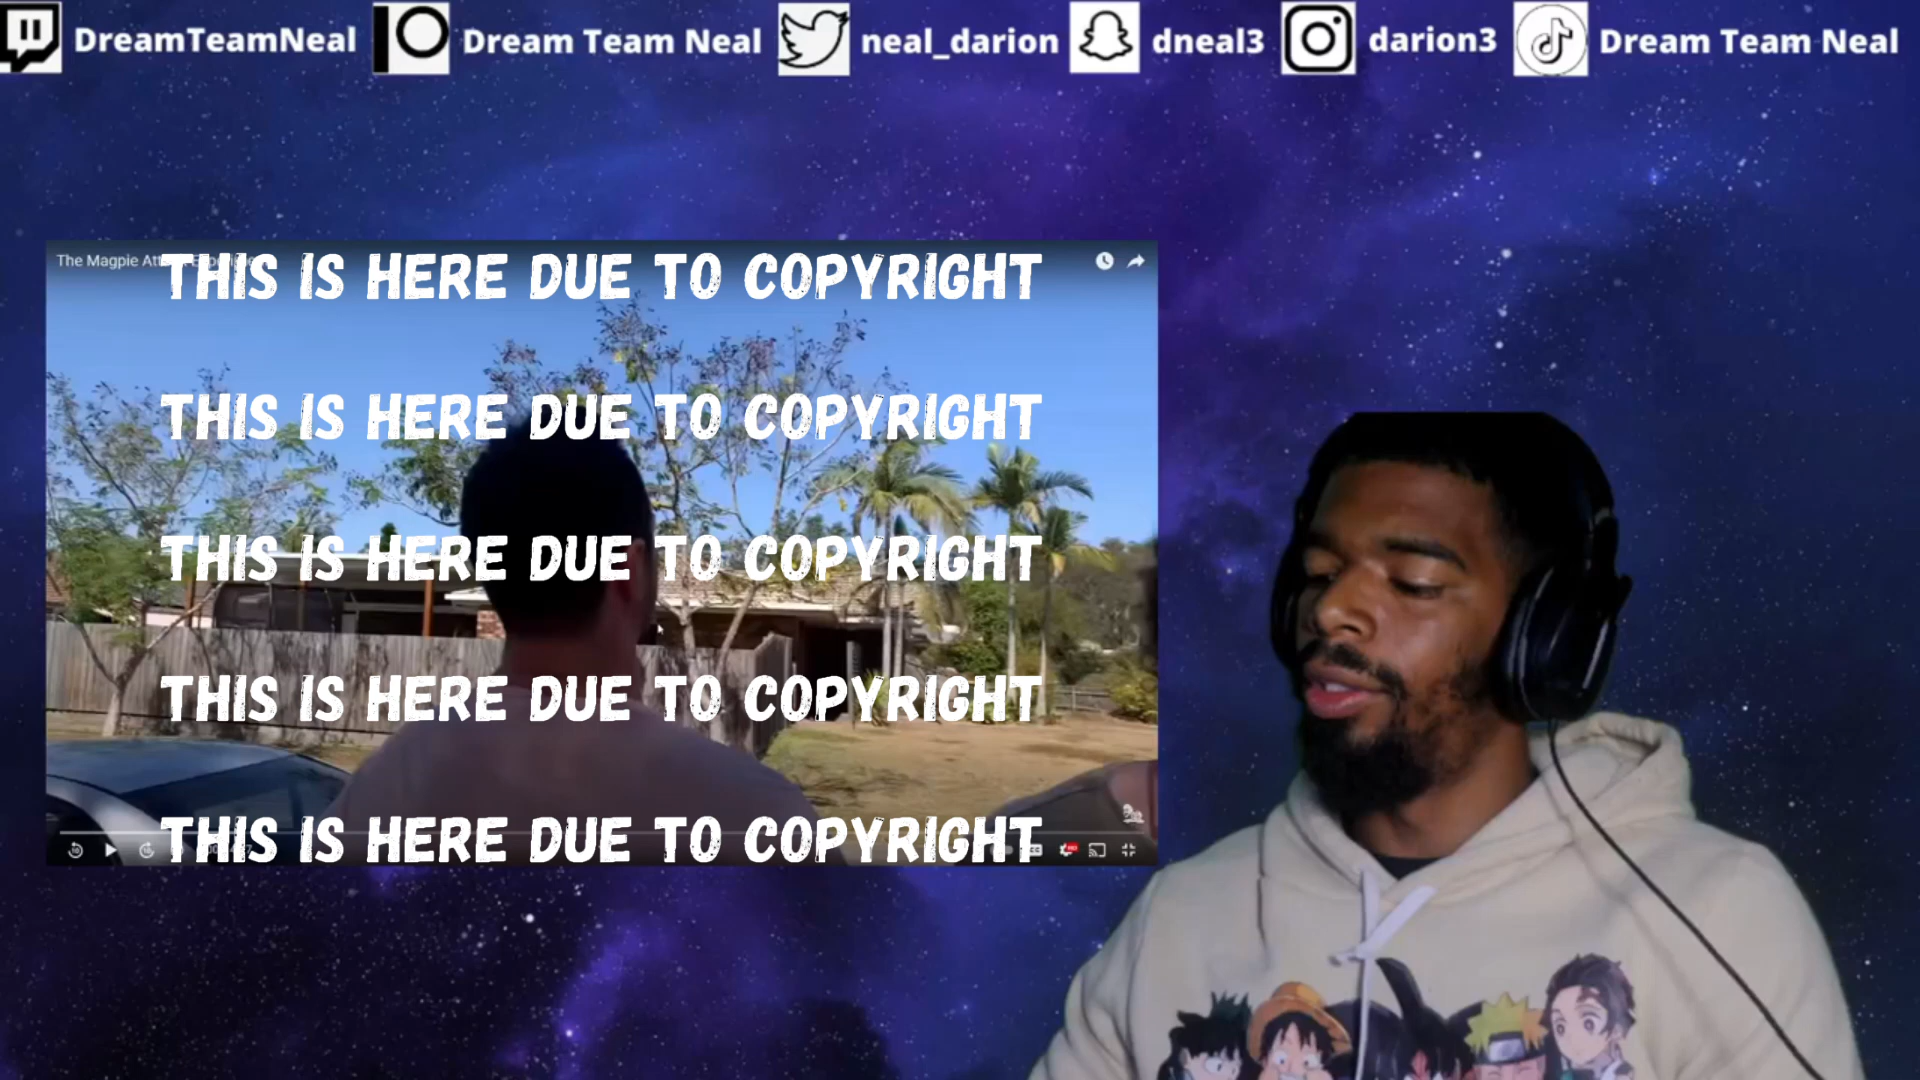 DreamTeamNeal Dream Team Neal neal_darion dneal3 darion3 Dream Team Neal
The Magpie
THIS IS HERE DUE TO COPYRIGHT
THIS IS HERE DUE TO COPYRIGHT
THIS IS HERE DUE TO COPYRIGHT
THIS IS HERE DUE TO COPYRIGHT
THIS IS HERE DUE TO COPYRIGHT